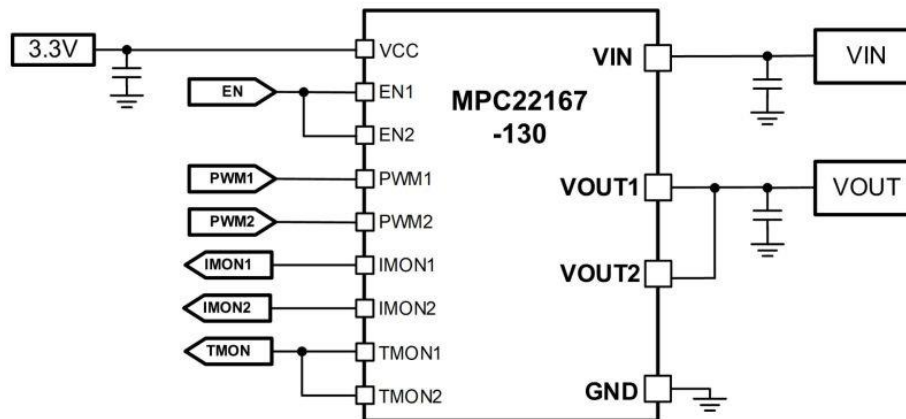 3.3V
VCC
VIN
VIN
EN
EN1
MPC22167
-130
EN2
PWM1
PWM1
VOUT1
VOUT
PWM2
PWM2
IMON1
IMON1
VOUT2
IMON2
IMON2
TMON
TMON1
GND
TMON2